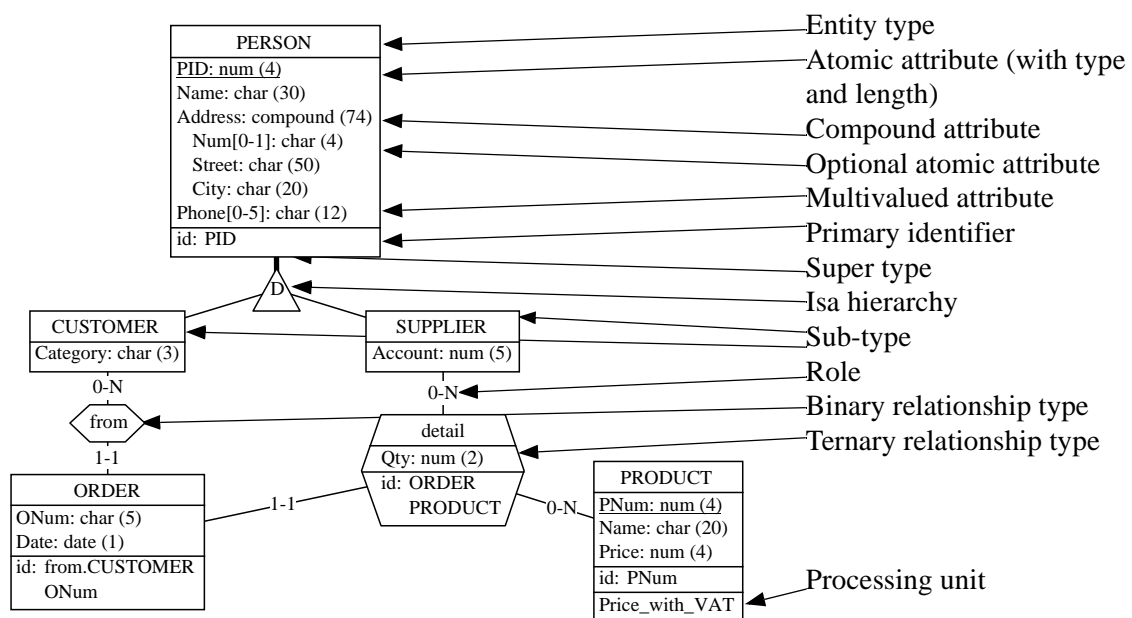 PERSON
PID: num (4)
Name: char (30)
Address: compound (74)
Num[0-1]: char (4)
Street: char (50)
City: char (20)
Phone[0-5]: char (12)
id: PID
D
CUSTOMER
Category: char (3)
SUPPLIER
Account: num (5)
0-N
0-N
from
1-1
detail
Qty: num (2)
id: ORDER
PRODUCT
ORDER
ONum: char (5)
Date: date (1)
id: from.CUSTOMER
ONum
1-1
0-N
PRODUCT
PNum: num (4)
Name: char (20)
Price: num (4)
id: PNum
Price_with_VAT
Entity type
Atomic attribute (with type
and length)
Compound attribute
Optional atomic attribute
Multivalued attribute
Primary identifier
Super type
Isa hierarchy
Sub-type
Role
Binary relationship type
Ternary relationship type
Processing unit